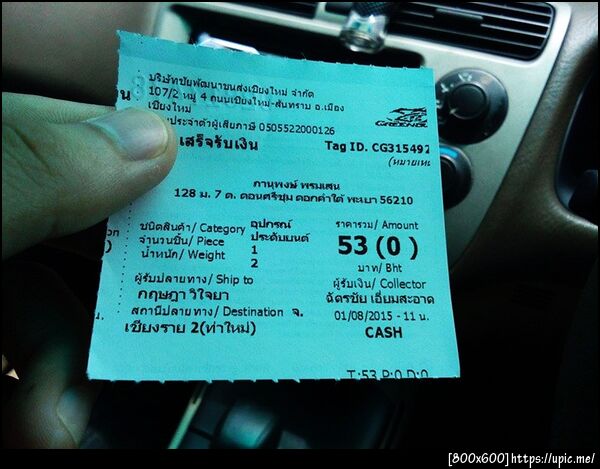 บริษัทชัยพัฒนาขนส่งเชียงใหม่ จำกัด
107/2 หมู่ 4 ถนนเชียงใหม่-สันทราย อ.เมือง
เชียงใหม่
ประจำตัวผู้เสียภาษี 0505522000126
GREENBUS
เสร็จรับเงิน
Tag ID. CG315492
(หมายเห
ภานุพงษ์ พรมเสน
128 ม. 7 ต. ดอนศรีชุม ดอกคำใต้ พะเยา 56210
ชนิดสินค้า/ Category อุปกรณ์ประดับยนต์
จำนวนชิ้น/ Piece 1
น้ำหนัก/ Weight 2
ราคารวม/ Amount
53 (0 )
บาท/ Bht
ผู้รับปลายทาง/ Ship to
กฤษฎา วิใจยา
ผู้รับเงิน/ Collector
ฉัตรชัย เอี่ยมสะอาด
สถานีปลายทาง/ Destination จ.
เชียงราย 2(ท่าใหม่)
01/08/2015 - 11 น.
CASH
T:53 P:0 D:0
[800x600]https://upic.me/